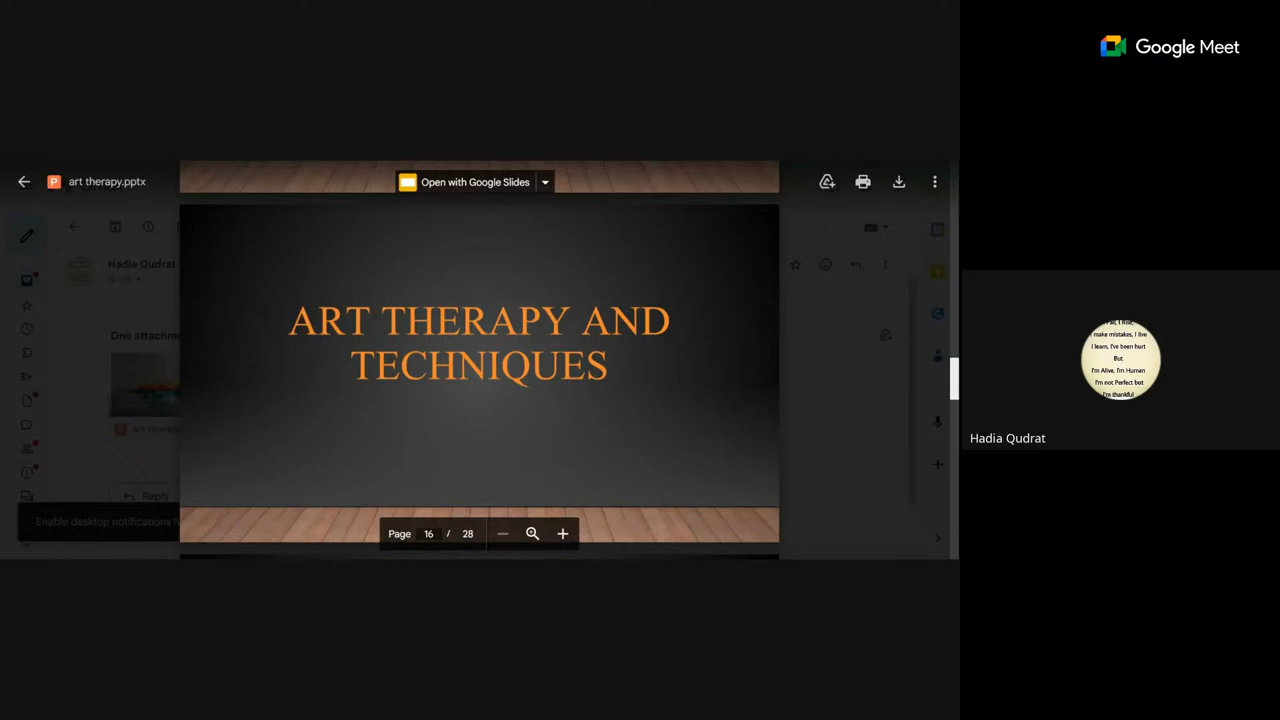 Google Meet
art therapy.pptx
Open with Google Slides
Hadia Qudrat
One attachm
Art therap
Reply
Enable desktop notifications f
ART THERAPY AND
TECHNIQUES
Page 16 / 28
make mistakes, I live
I learn, I've been hurt
But
I'm Alive, I'm Human
I'm not Perfect but
I'm thankful
Hadia Qudrat